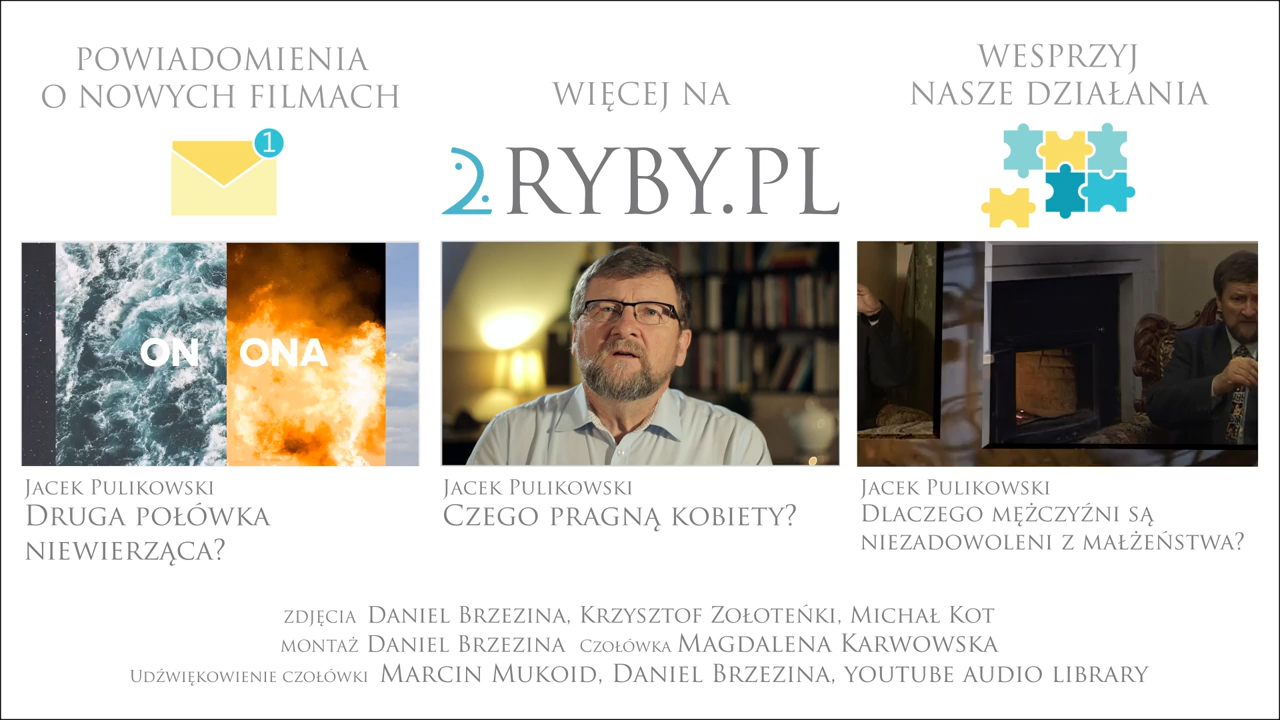 POWIADOMIENIA
O NOWYCH FILMACH
1
WIĘCEJ NA
2RYBY.PL
WESPRZYJ
NASZE DZIAŁANIA
ON ONA
JACEK PULIKOWSKI
DRUGA POŁÓWKA
NIEWIERZĄCA?
JACEK PULIKOWSKI
CZEGO PRAGNĄ KOBIETY?
JACEK PULIKOWSKI
DLACZEGO MĘŻCZYŹNI SĄ
NIEZADOWOLENI Z MAŁŻEŃSTWA?
ZDJĘCIA DANIEL BRZEZINA, KRZYSZTOF ZOŁOTEŃKI, MICHAŁ KOT
MONTAŻ DANIEL BRZEZINA CZOŁÓWKA MAGDALENA KARWOWSKA
UDŹWIĘKOWIENIE CZOŁÓWKI MARCIN MUKOID, DANIEL BRZEZINA, YOUTUBE AUDIO LIBRARY